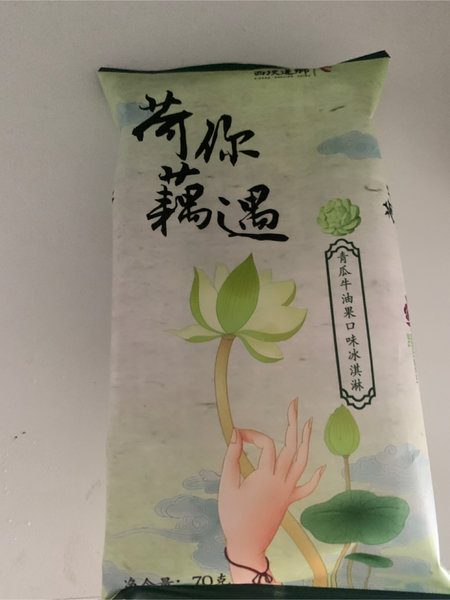 荷你
藕遇
青瓜牛油果口味冰淇淋
净含量：70克